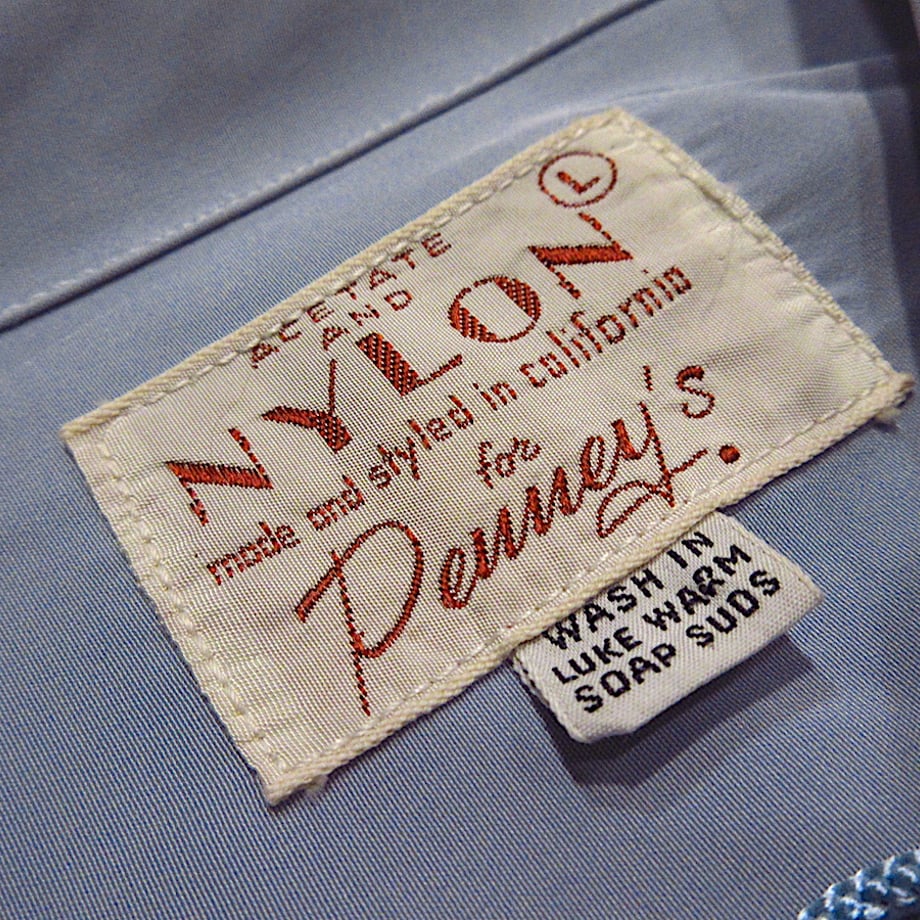 L
ACETATE
AND
NYLON
made and styled in california
for
Penney's.
WASH IN
LUKE WARM
SOAP SUDS